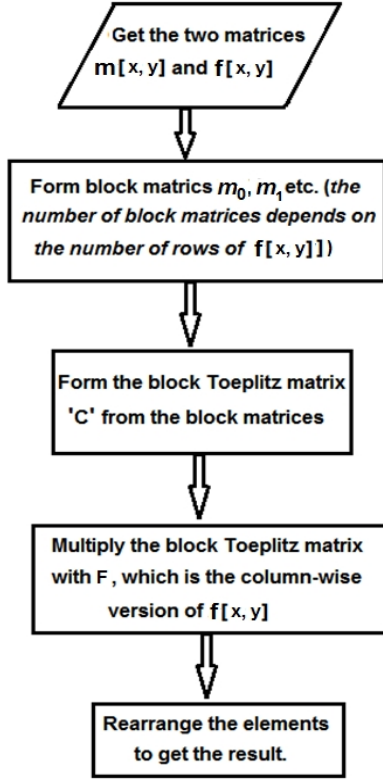 Get the two matrices
m[x, y] and f[x, y]
Form block matrics m0, m1 etc. (the
number of block matrices depends on
the number of rows of f[x, y]])
Form the block Toeplitz matrix
'C' from the block matrices
Multiply the block Toeplitz matrix
with F, which is the column-wise
version of f[x, y]
Rearrange the elements
to get the result.